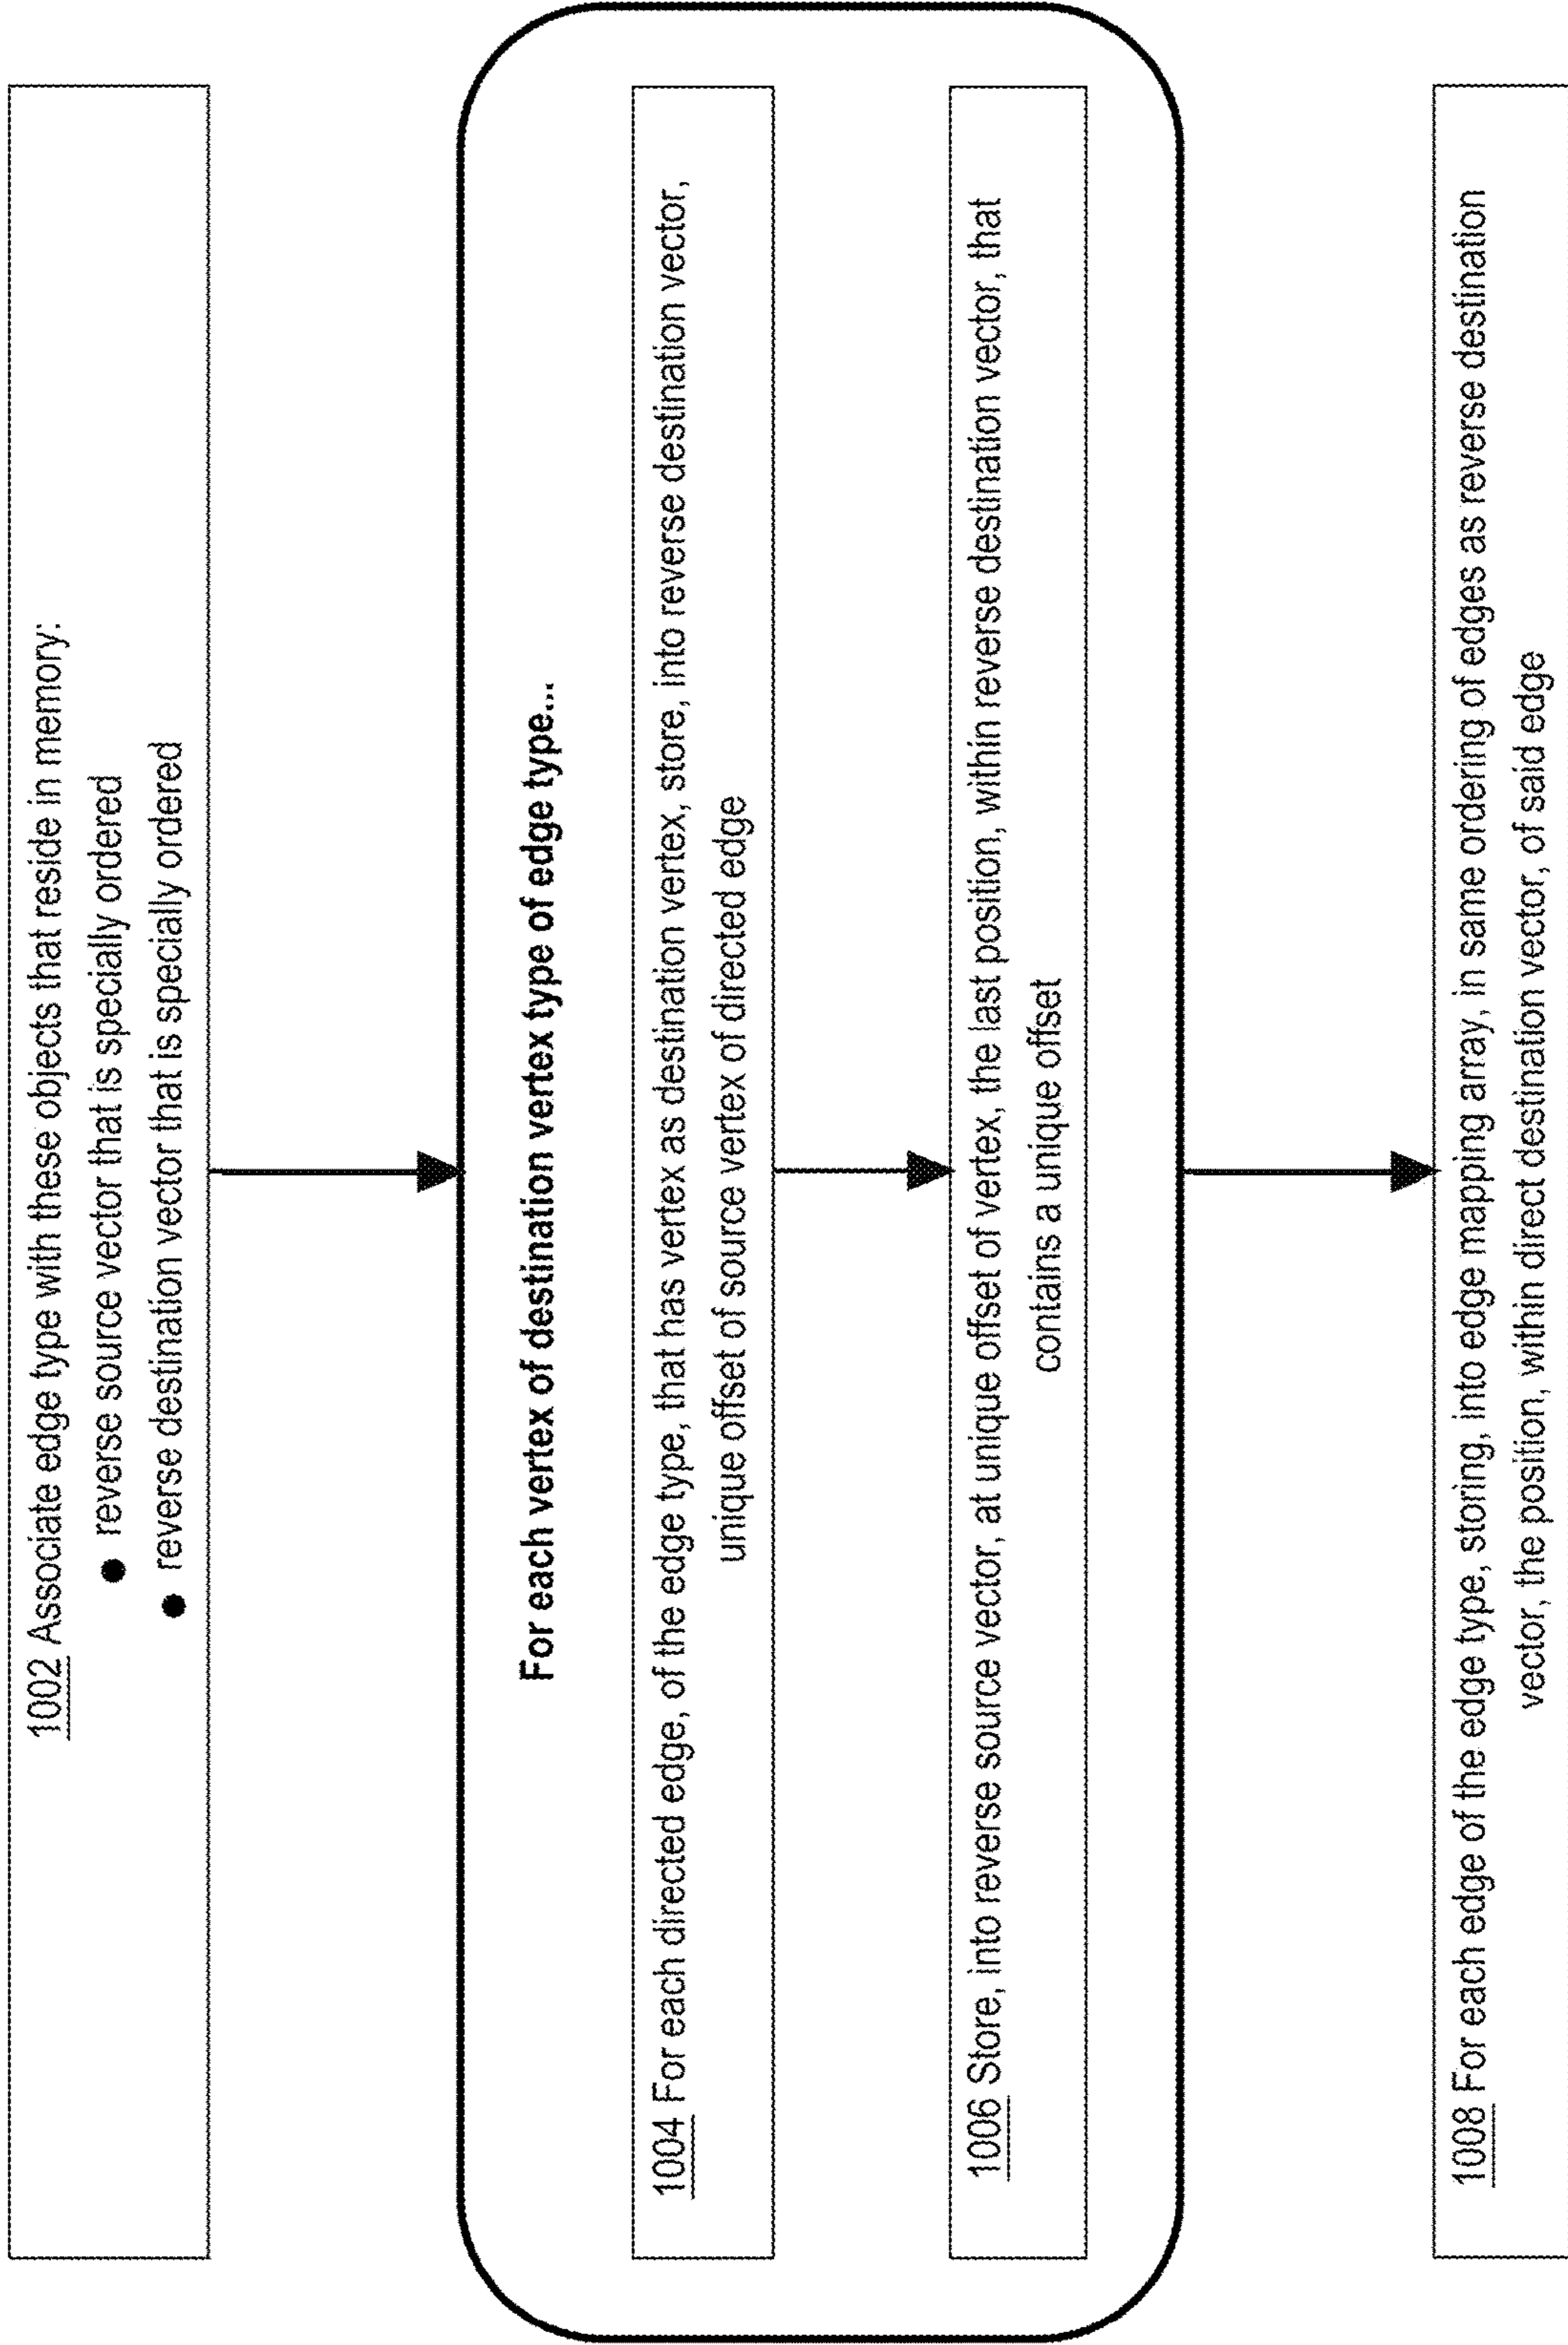 1002 Associate edge type with these objects that reside in memory:
● reverse source vector that is specially ordered
● reverse destination vector that is specially ordered
For each vertex of destination vertex type of edge type...
1004 For each directed edge, of the edge type, that has vertex as destination vertex, store, into reverse destination vector,
unique offset of source vertex of directed edge
1006 Store, into reverse source vector, at unique offset of vertex, the last position, within reverse destination vector, that
contains a unique offset
1008 For each edge of the edge type, storing, into edge mapping array, in same ordering of edges as reverse destination
vector, the position, within direct destination vector, of said edge